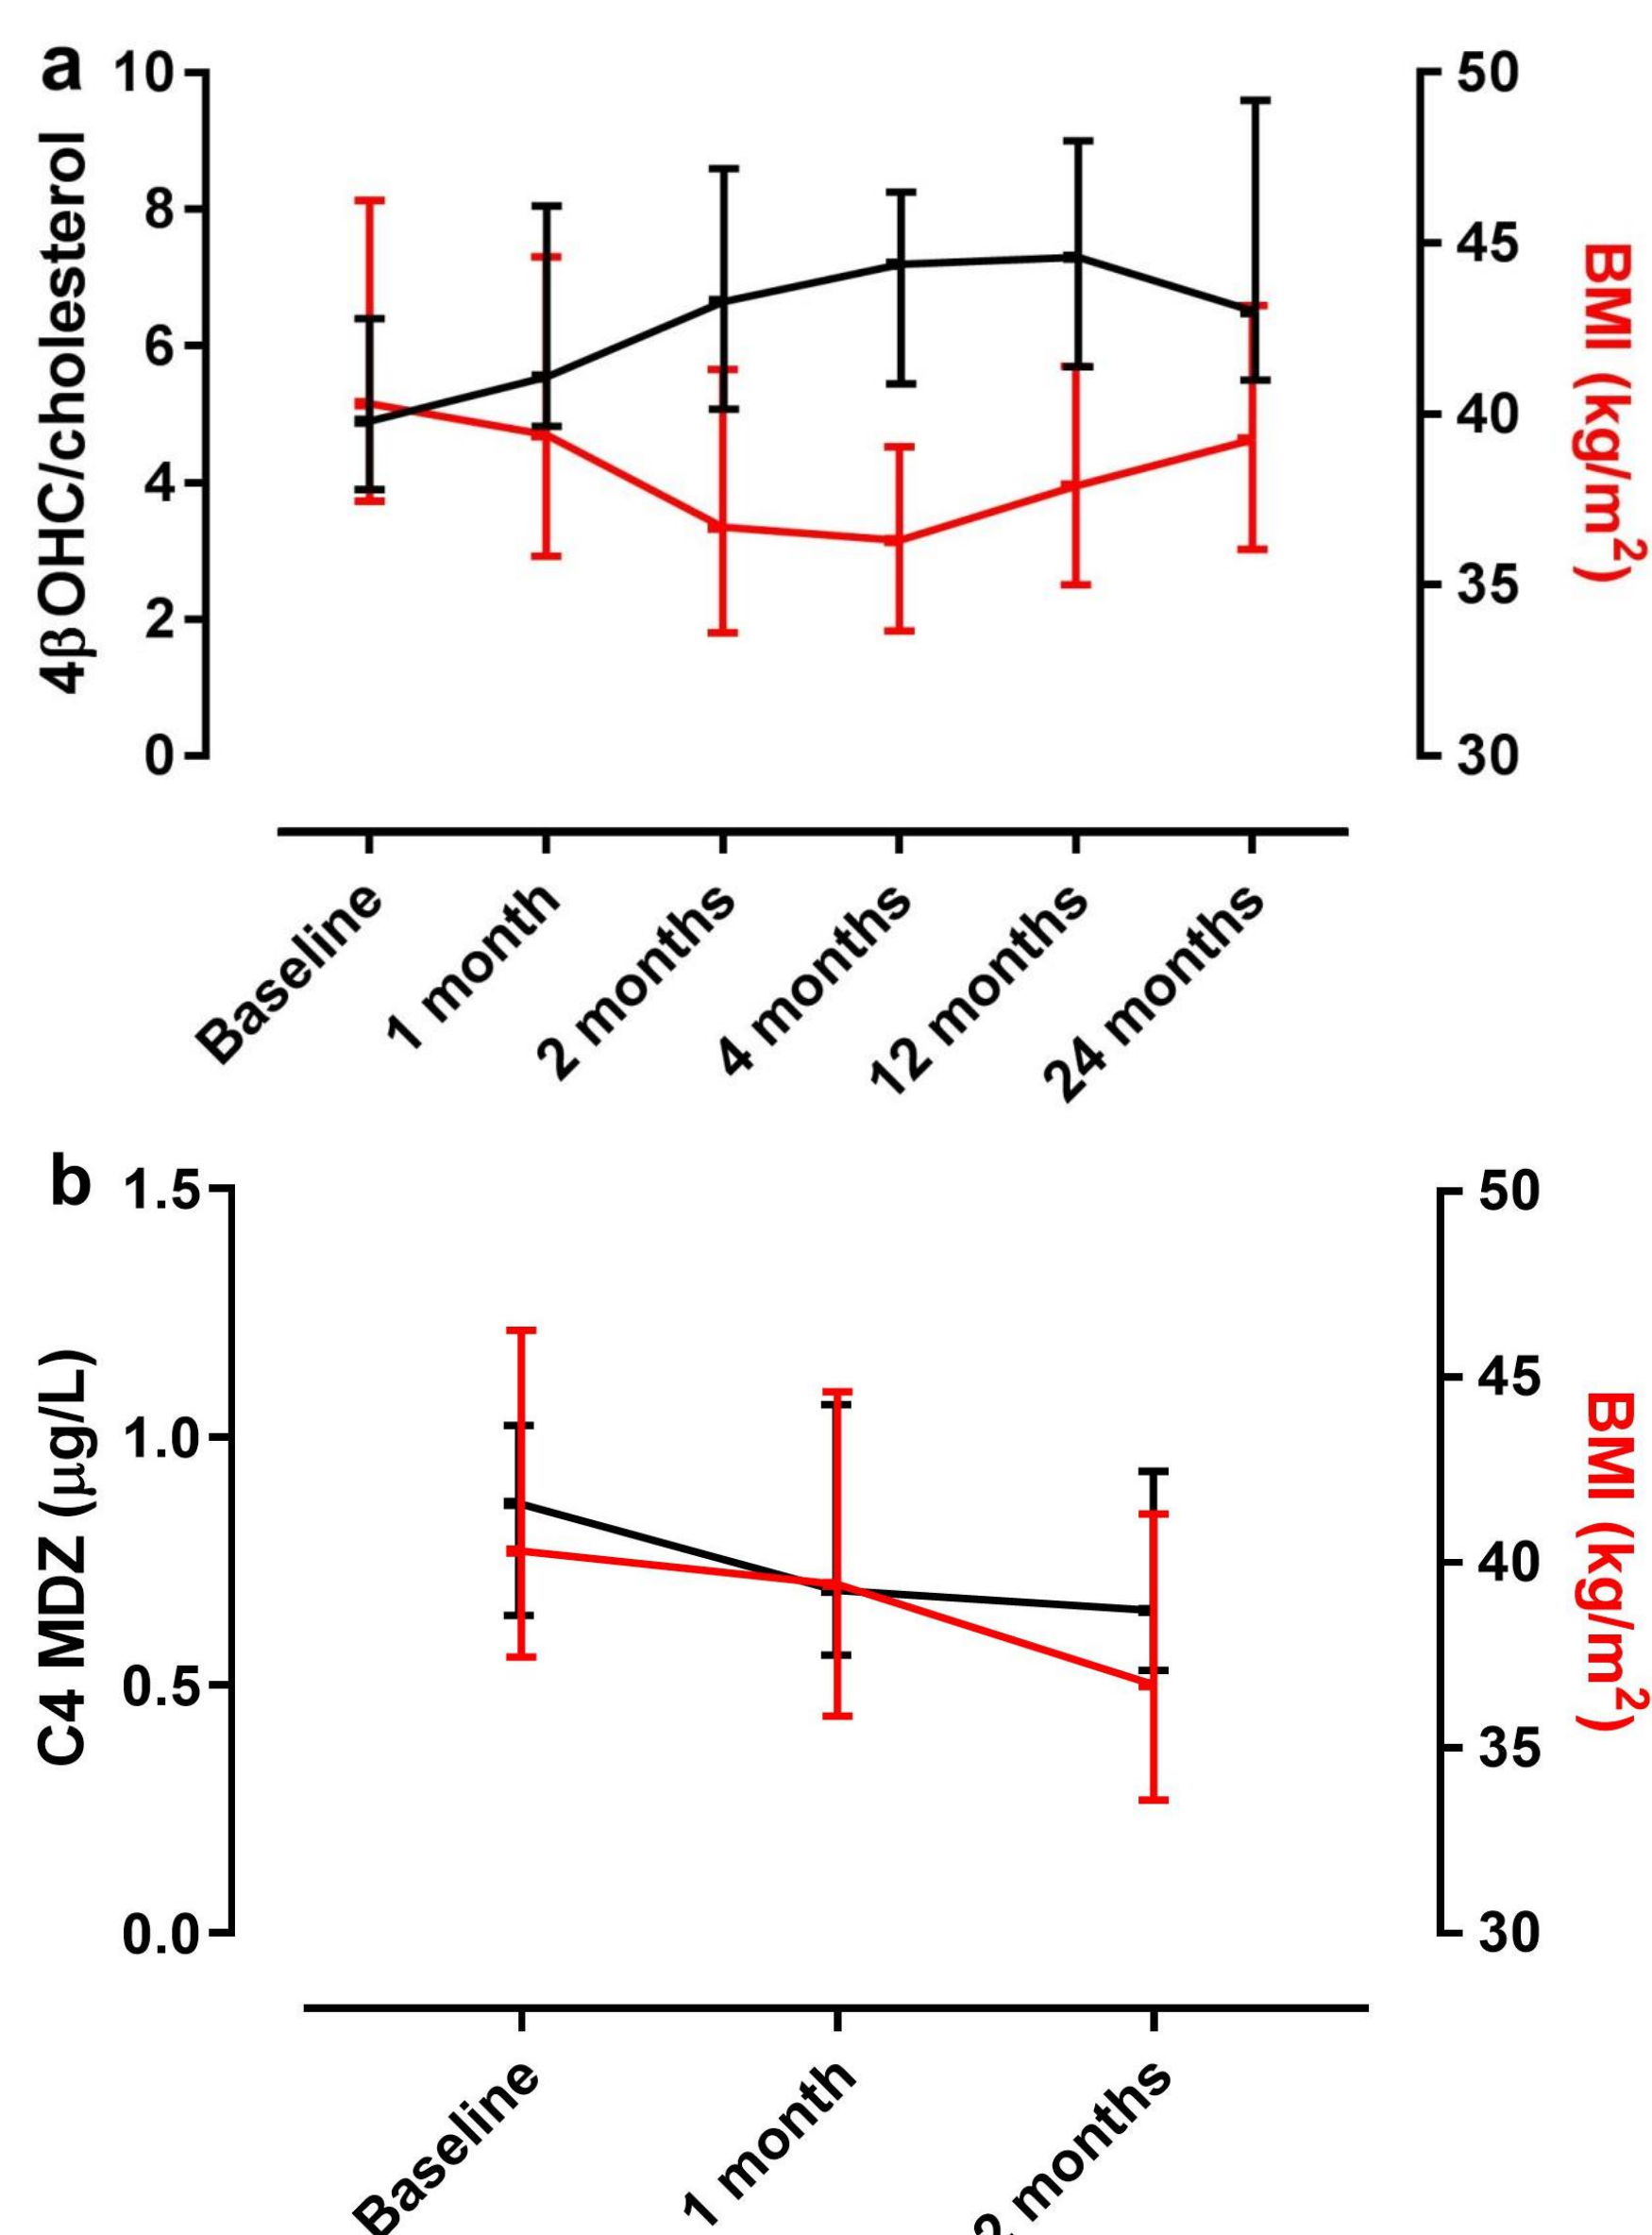 a
10
8
6
4
2
0
4βOHC/cholesterol
50
45
40
35
30
BMI (kg/m²)
Baseline
1 month
2 months
4 months
12 months
24 months
b
1.5
1.0
0.5
0.0
C4 MDZ (µg/L)
50
45
40
35
30
BMI (kg/m²)
Baseline
1 month
2 months